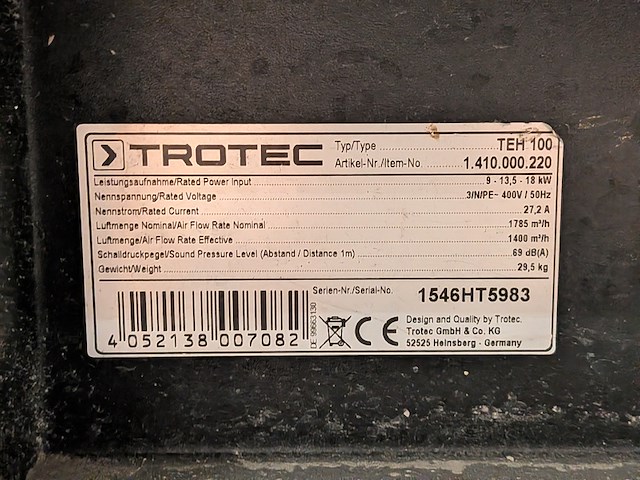 TROTEC
Typ/Type TEH 100
Artikel-Nr./Item-No. 1.410.000.220
Leistungsaufnahme/Rated Power Input 9 - 13,5 - 18 kW
Nennspannung/Rated Voltage 3/N/PE~ 400V / 50Hz
Nennstrom/Rated Current 27,2 A
Luftmenge Nominal/Air Flow Rate Nominal 1785 m³/h
Luftmenge/Air Flow Rate Effective 1400 m³/h
Schalldruckpegel/Sound Pressure Level (Abstand / Distance 1m) 69 dB(A)
Gewicht/Weight 29,5 kg
Serien-Nr./Serial-No. 1546HT5983
4 052138 007082
DE 99663130
CE
Design and Quality by Trotec.
Trotec GmbH & Co. KG
52525 Heinsberg - Germany